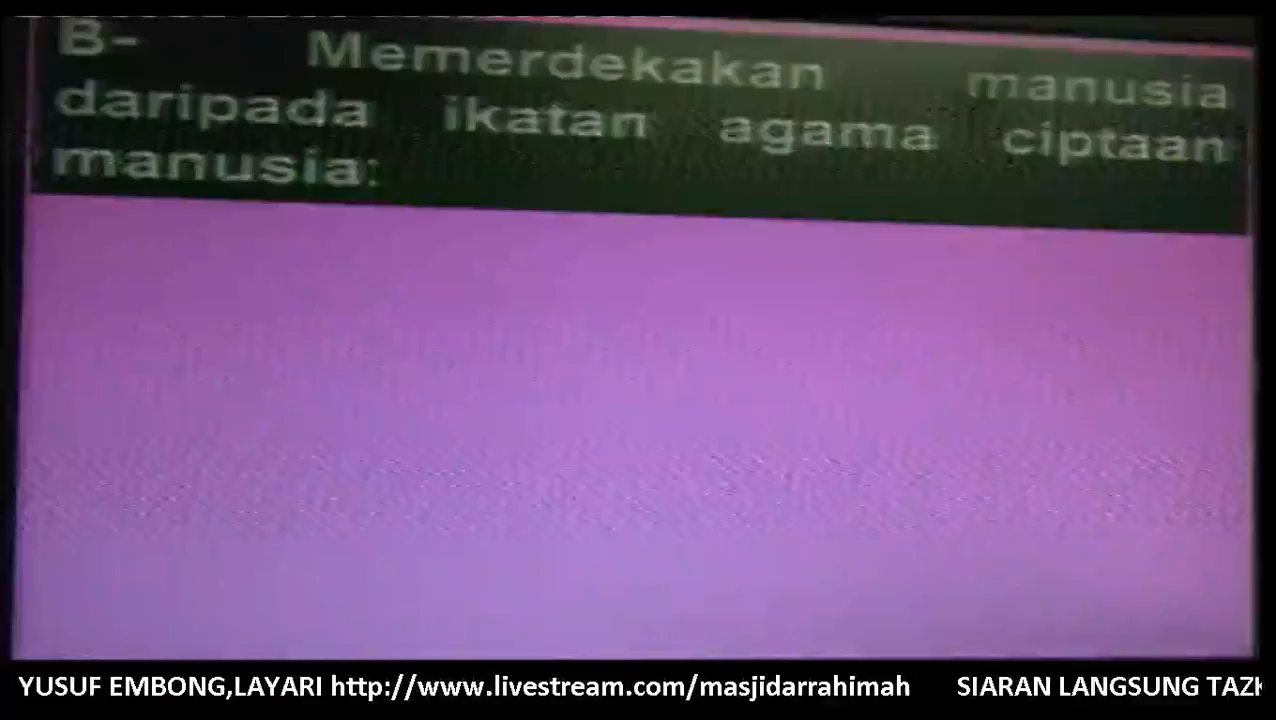 B- Memerdekakan manusia
daripada ikatan agama ciptaan
manusia:
YUSUF EMBONG,LAYARI http://www.livestream.com/masjidarrahimah SIARAN LANGSUNG